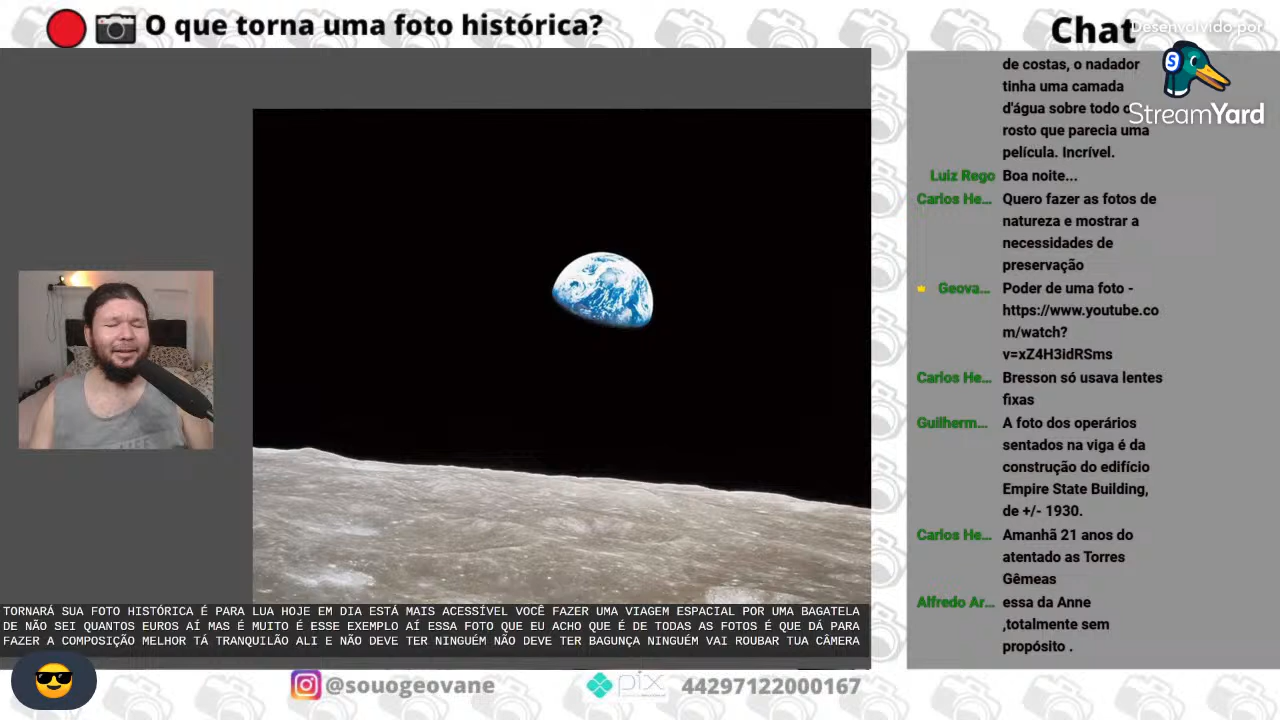 O que torna uma foto histórica?
Chat
Desenvolvido por
StreamYard
de costas, o nadador
tinha uma camada
d'água sobre todo o
rosto que parecia uma
película. Incrível.
Luiz Rego Boa noite...
Carlos He... Quero fazer as fotos de
natureza e mostrar a
necessidades de
preservação
Geova... Poder de uma foto -
https://www.youtube.co
m/watch?
v=xZ4H3idRSms
Carlos He... Bresson só usava lentes
fixas
Guilherm... A foto dos operários
sentados na viga é da
construção do edifício
Empire State Building,
de +/- 1930.
Carlos He... Amanhã 21 anos do
atentado as Torres
Gêmeas
Alfredo Ar... essa da Anne
,totalmente sem
propósito .
TORNARÁ SUA FOTO HISTÓRICA É PARA LUA HOJE EM DIA ESTÁ MAIS ACESSÍVEL VOCÊ FAZER UMA VIAGEM ESPACIAL POR UMA BAGATELA
DE NÃO SEI QUANTOS EUROS AÍ MAS É MUITO É ESSE EXEMPLO AÍ ESSA FOTO QUE EU ACHO QUE É DE TODAS AS FOTOS É QUE DÁ PARA
FAZER A COMPOSIÇÃO MELHOR TÁ TRANQUILÃO ALI E NÃO DEVE TER NINGUÉM NÃO DEVE TER BAGUNÇA NINGUÉM VAI ROUBAR TUA CÂMERA
@souogeovane
pix
44297122000167